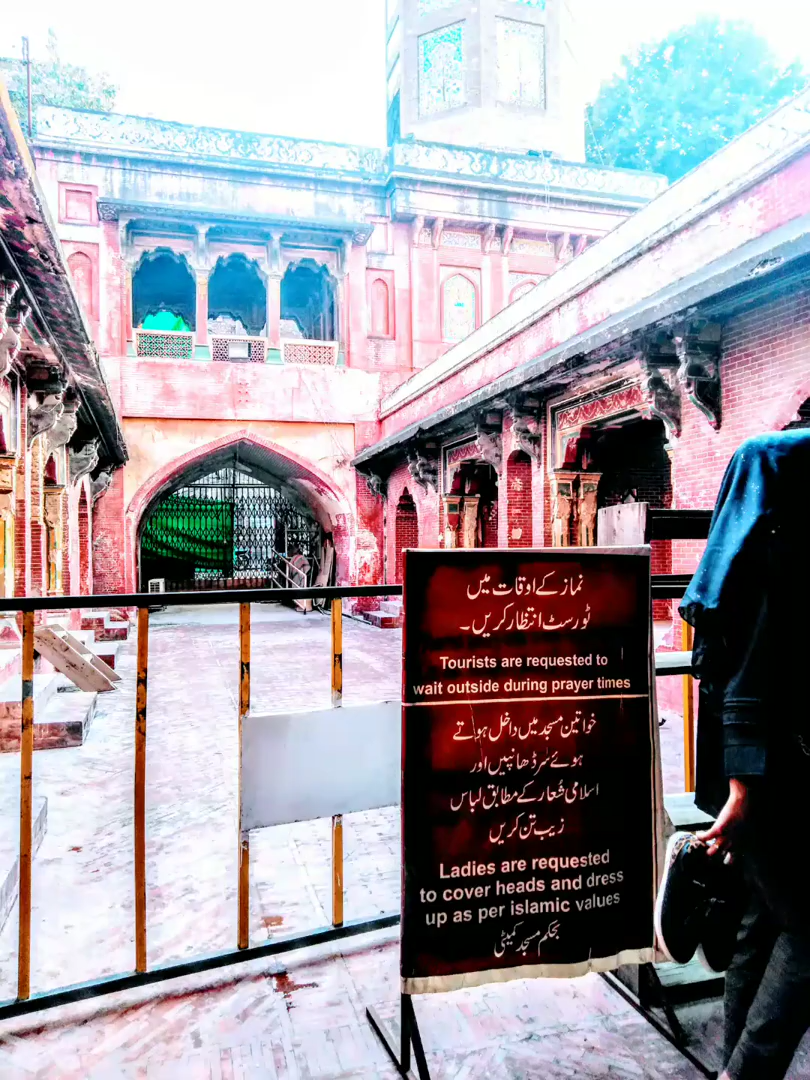 نماز کے اوقات میں
ٹورسٹ انتظار کریں۔
Tourists are requested to
wait outside during prayer times
خواتین مسجد میں داخل ہوتے
ہوئے سر ڈھانپیں اور
اسلامی شعار کے مطابق لباس
زیب تن کریں
Ladies are requested
to cover heads and dress
up as per islamic values
بحکم مسجد کمیٹی